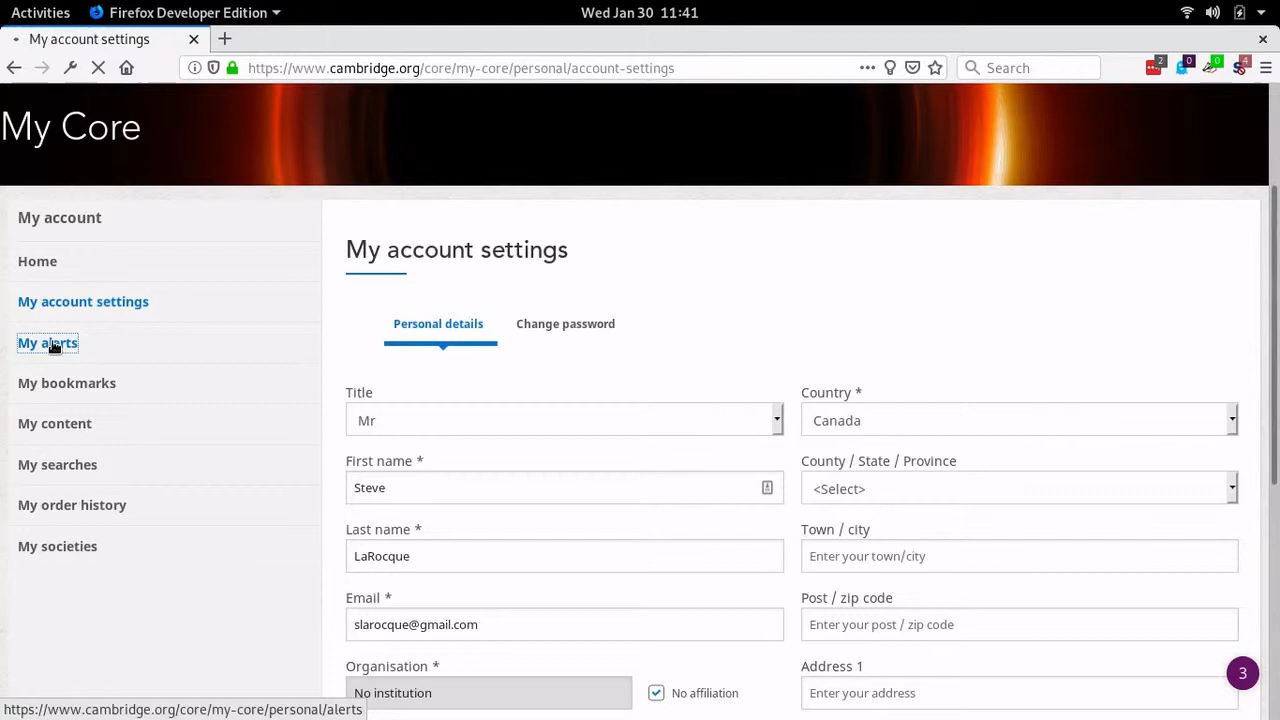 Activities
Firefox Developer Edition
Wed Jan 30 11:41
My account settings
https://www.cambridge.org/core/my-core/personal/account-settings
Search
2
0
0
4
My Core
My account
Home
My account settings
My alerts
My bookmarks
My content
My searches
My order history
My societies
My account settings
Personal details
Change password
Title
Country *
Mr
Canada
First name *
County / State / Province
Steve
<Select>
Last name *
Town / city
LaRocque
Enter your town/city
Email *
Post / zip code
slarocque@gmail.com
Enter your post / zip code
Organisation *
Address 1
No institution
No affiliation
Enter your address
3
https://www.cambridge.org/core/my-core/personal/alerts